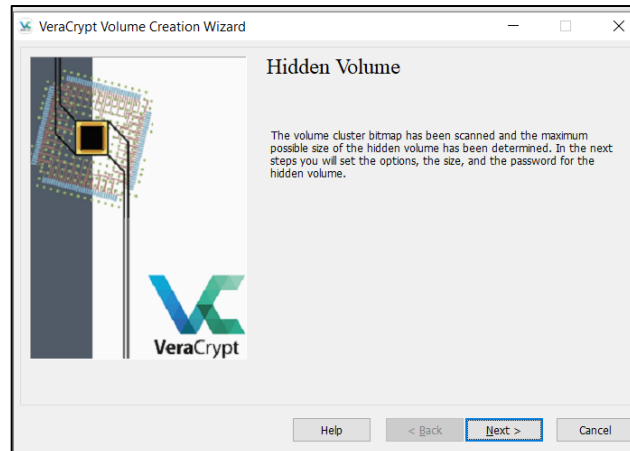 VeraCrypt Volume Creation Wizard
Hidden Volume
The volume cluster bitmap has been scanned and the maximum
possible size of the hidden volume has been determined. In the next
steps you will set the options, the size, and the password for the
hidden volume.
VeraCrypt
Help < Back Next > Cancel